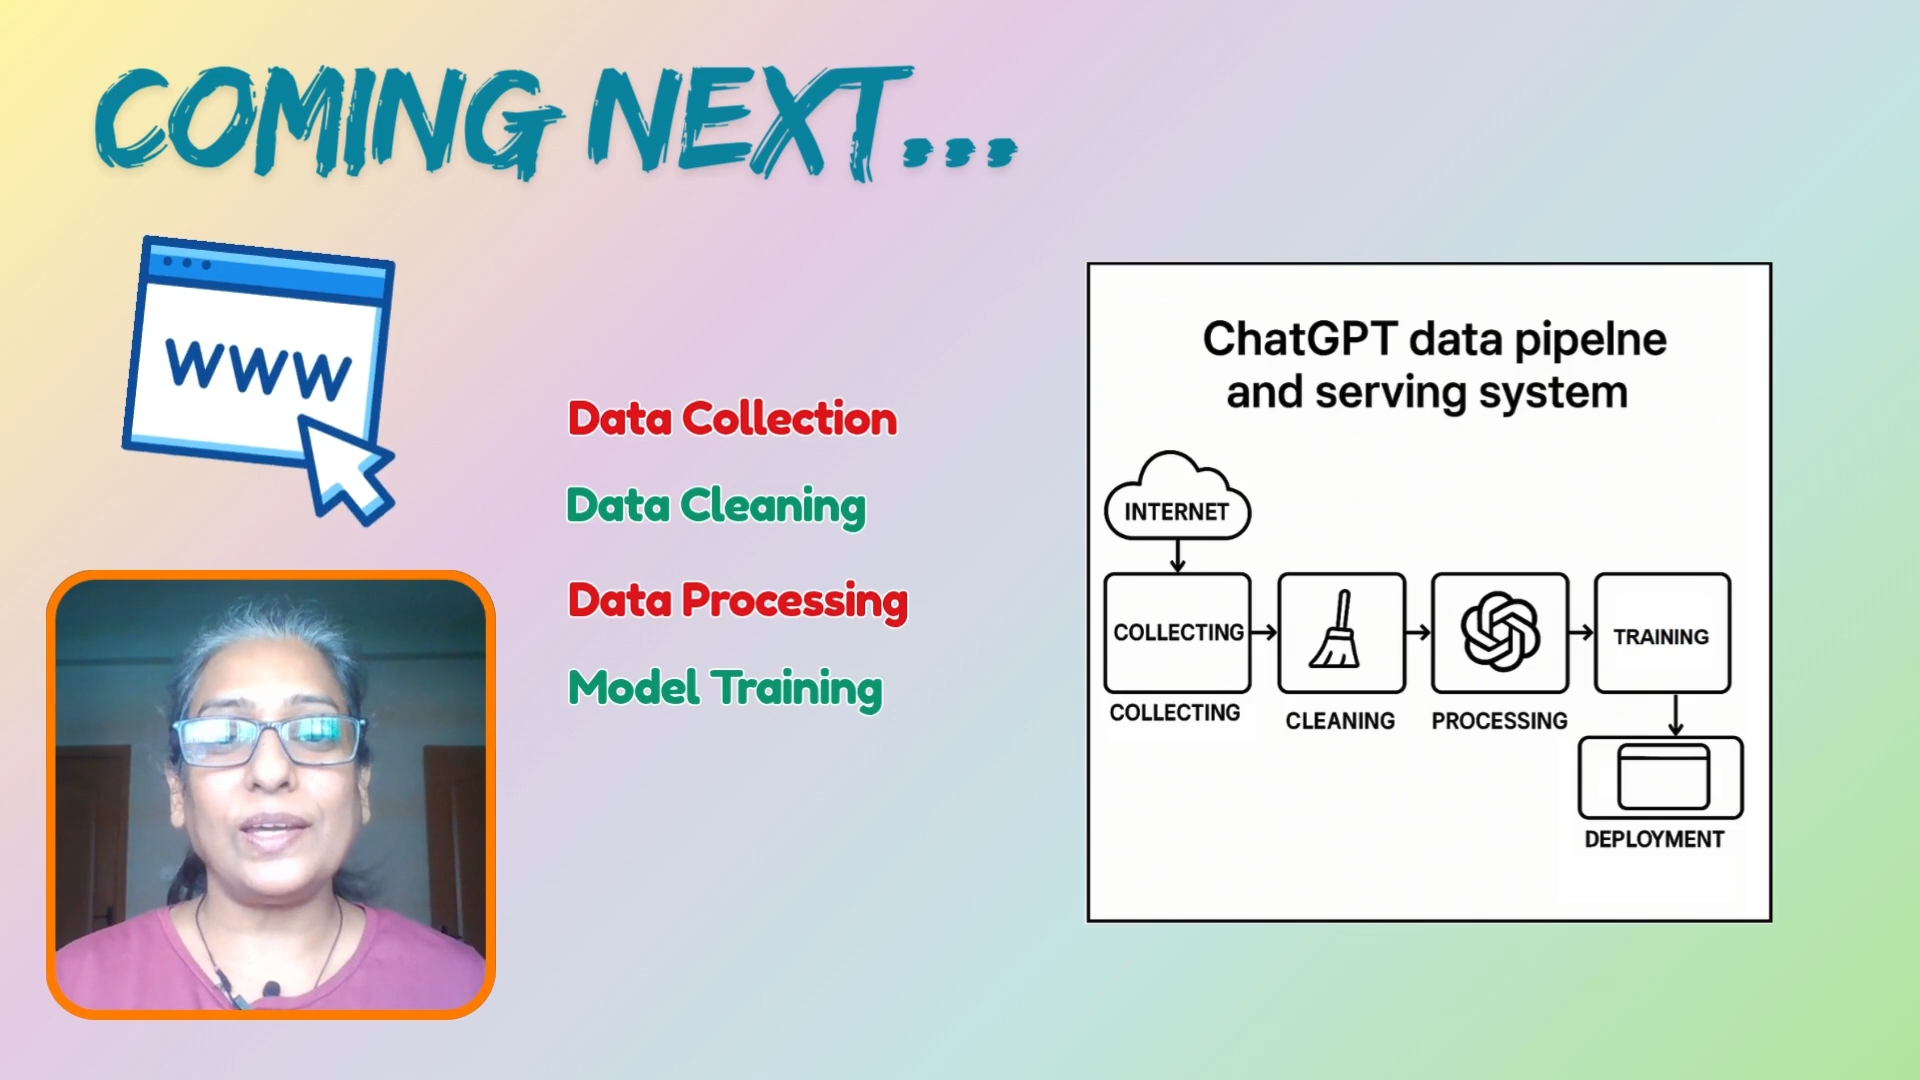 COMING NEXT...
WWW
Data Collection
Data Cleaning
Data Processing
Model Training
ChatGPT data pipelne
and serving system
INTERNET
COLLECTING
TRAINING
COLLECTING
CLEANING
PROCESSING
DEPLOYMENT